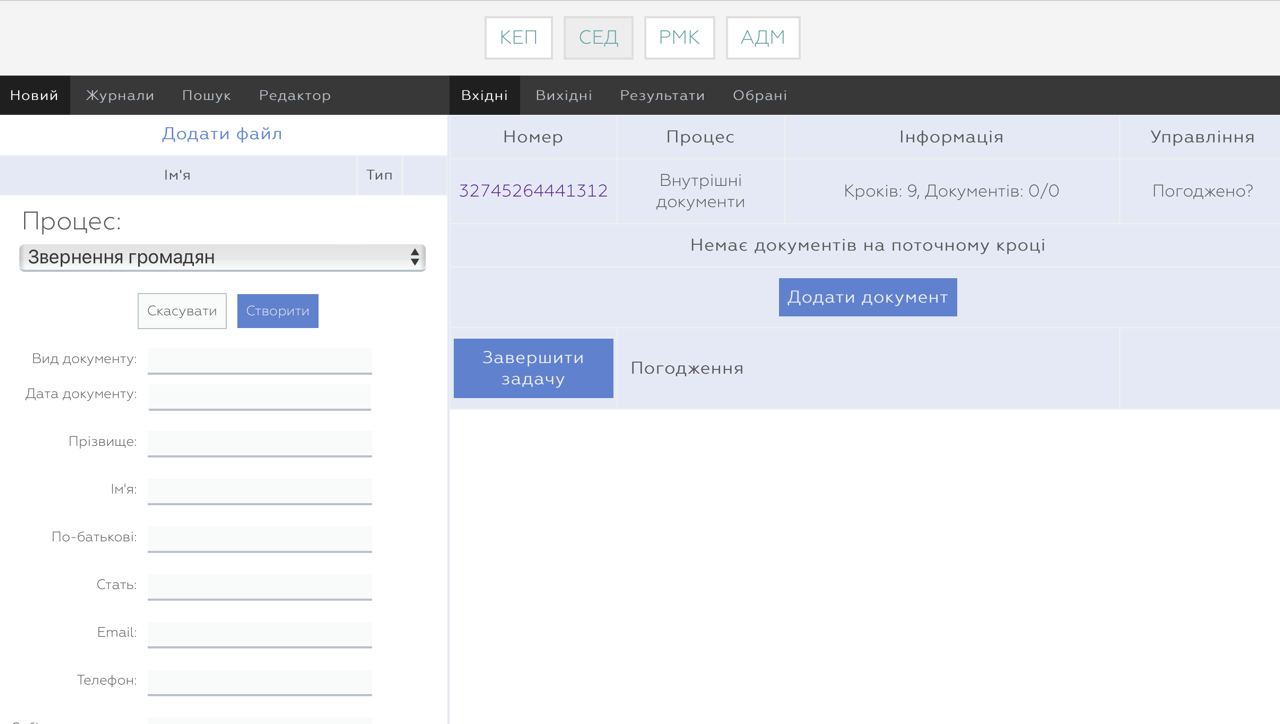 КЕП СЕД РМК АДМ
Новий Журнали Пошук Редактор
Додати файл
Ім'я Тип
Процес:
Звернення громадян
Скасувати Створити
Вид документу:
Дата документу:
Прізвище:
Ім'я:
По-батькові:
Стать:
Email:
Телефон:
Вхідні Вихідні Результати Обрані
Номер Процес Інформація Управління
32745264441312 Внутрішні документи Кроків: 9, Документів: 0/0 Погоджено?
Немає документів на поточному кроці
Додати документ
Завершити
задачу
Погодження